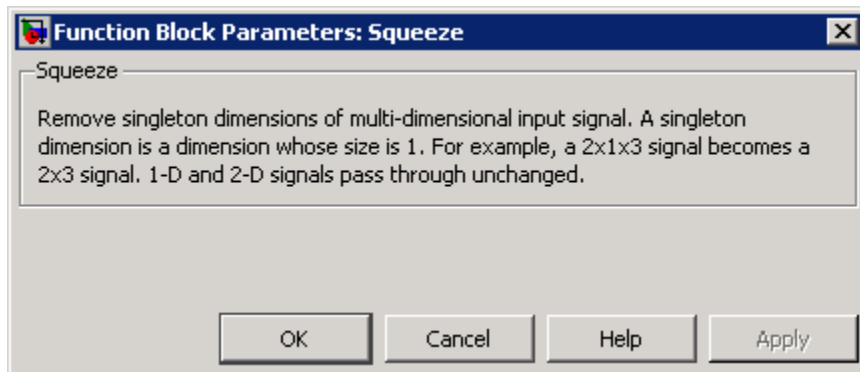 Function Block Parameters: Squeeze
Squeeze
Remove singleton dimensions of multi-dimensional input signal. A singleton
dimension is a dimension whose size is 1. For example, a 2x1x3 signal becomes a
2x3 signal. 1-D and 2-D signals pass through unchanged.
OK Cancel Help Apply